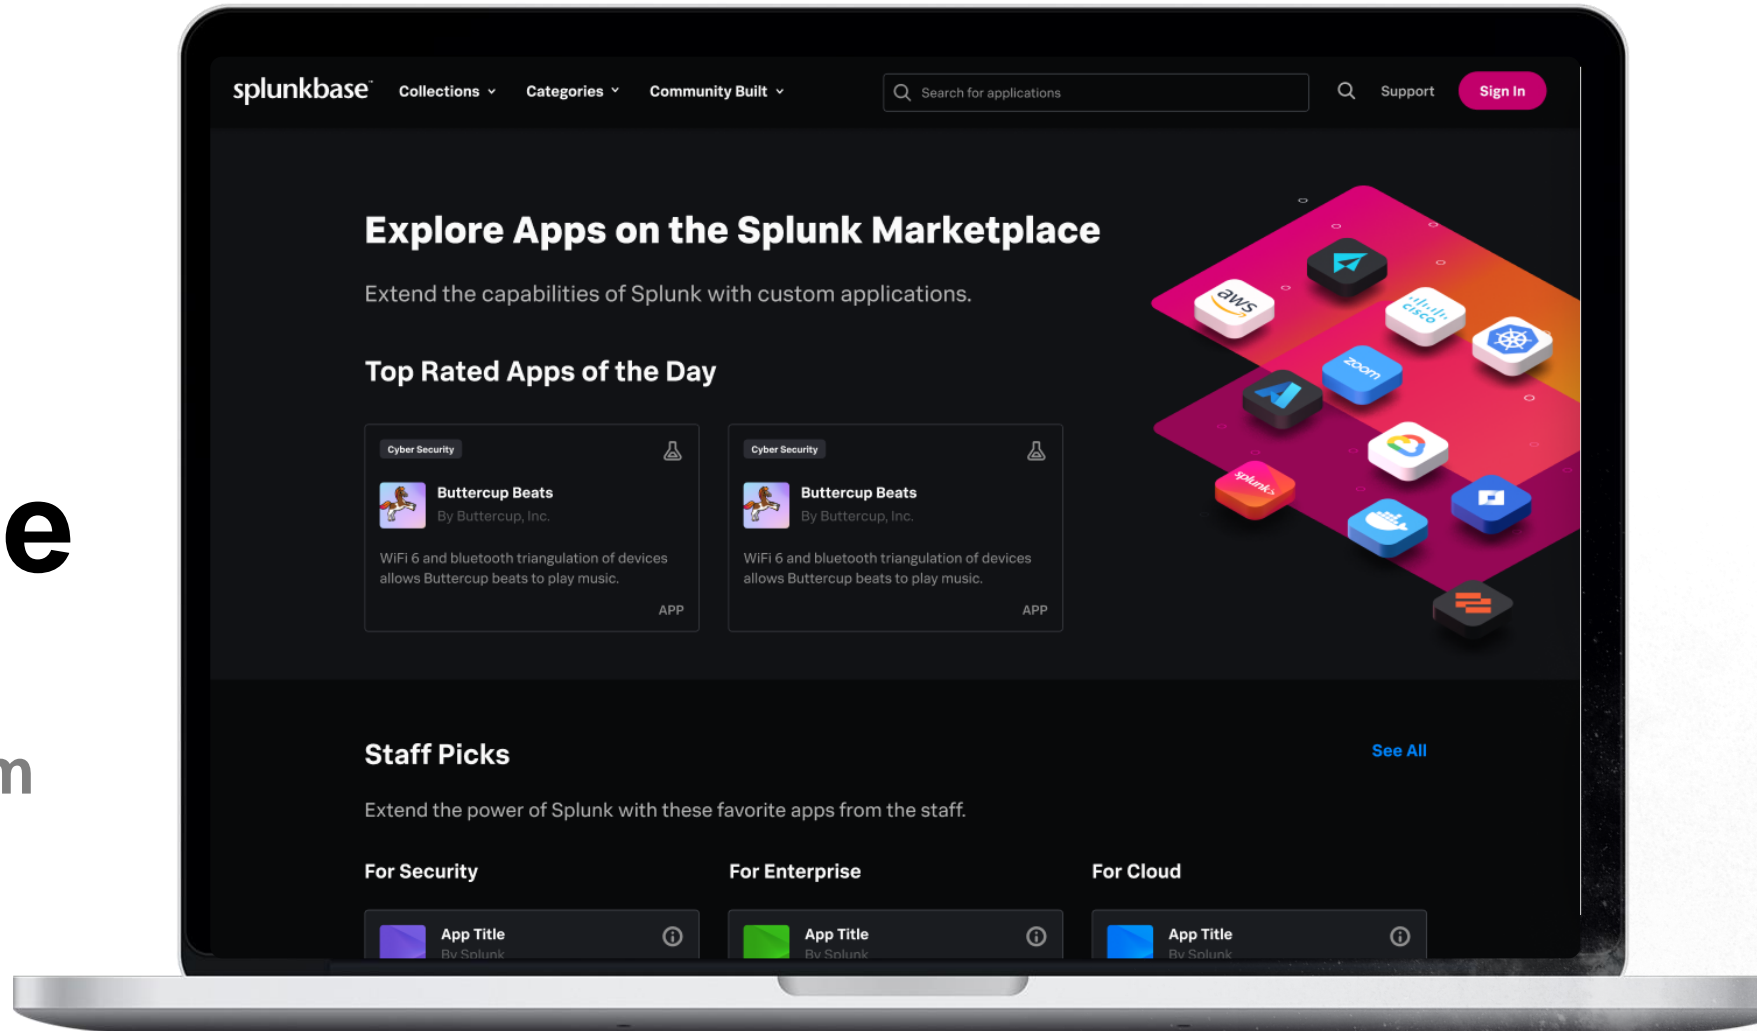 splunkbase™
Collections
Categories
Community Built
Search for applications
Support
Sign In
Explore Apps on the Splunk Marketplace
Extend the capabilities of Splunk with custom applications.
Top Rated Apps of the Day
Cyber Security
Buttercup Beats
By Buttercup, Inc.
WiFi 6 and bluetooth triangulation of devices
allows Buttercup beats to play music.
APP
Cyber Security
Buttercup Beats
By Buttercup, Inc.
WiFi 6 and bluetooth triangulation of devices
allows Buttercup beats to play music.
APP
aws
cisco
zoom
splunk>
e
m
Staff Picks
See All
Extend the power of Splunk with these favorite apps from the staff.
For Security
For Enterprise
For Cloud
App Title
By Splunk
App Title
By Splunk
App Title
By Splunk